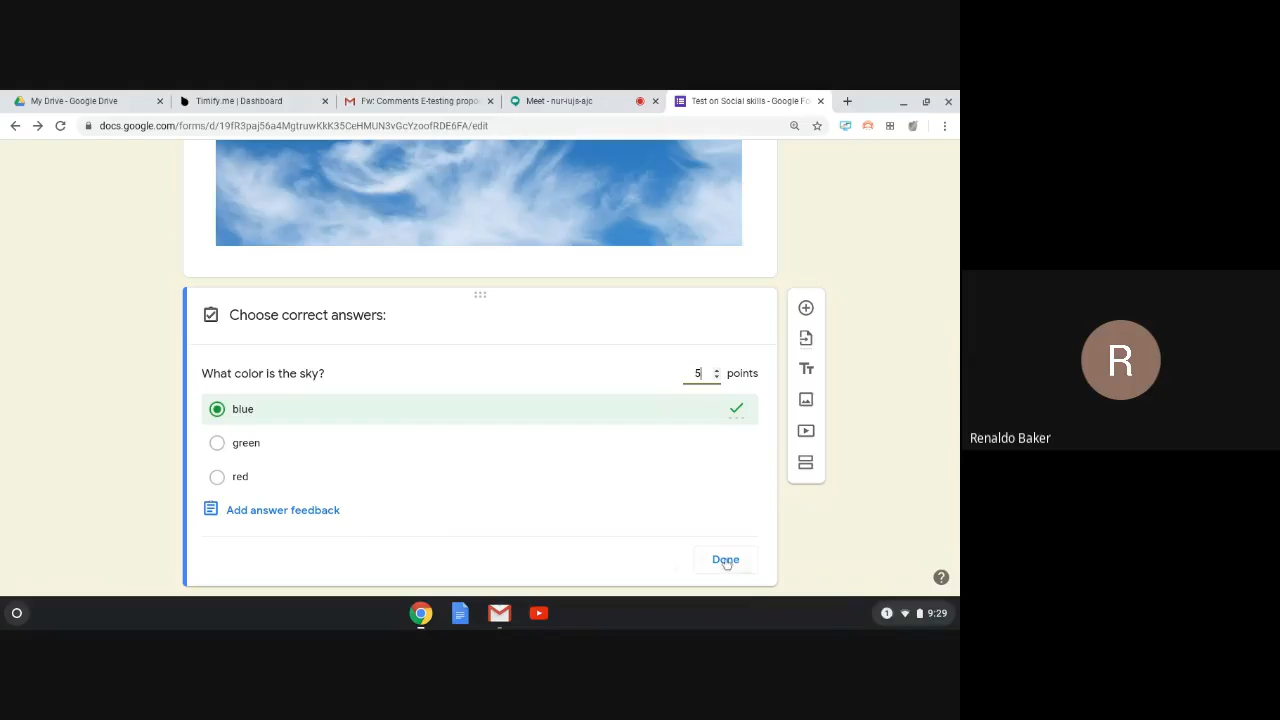 My Drive - Google Drive
Timify.me | Dashboard
Fw: Comments E-testing propo
Meet - nur-iujs-ajc
Test on Social skills - Google Fo
docs.google.com/forms/d/19fR3paj56a4MgtruwKkK35CeHMUN3vGcYzoofRDE6FA/edit
Choose correct answers:
What color is the sky?
5 points
blue
green
red
Add answer feedback
Done
Tт
R
Renaldo Baker
1
9:29